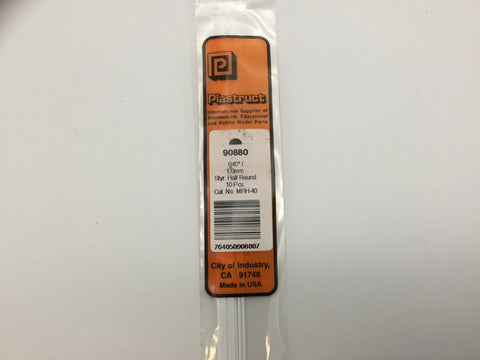 P
Plastruct
International Supplier of
Architectural, Educational
and Hobby Model Parts
90880
.040" /
1.0mm
Styr. Half Round
10 Pcs.
Cat. No. MRH-40
764050908807
City of Industry,
CA 91748
Made in USA